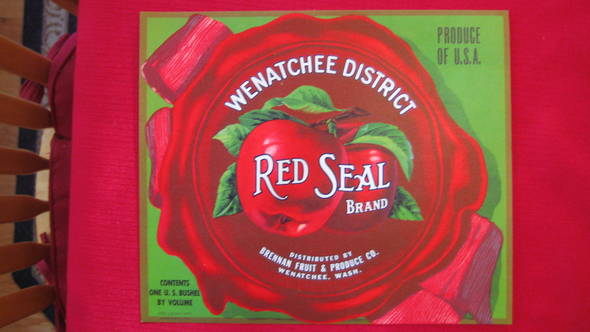 PRODUCE
OF U.S.A.
WENATCHEE DISTRICT
RED SEAL
BRAND
DISTRIBUTED BY
BRENNAN FRUIT & PRODUCE CO.
WENATCHEE, WASH.
CONTENTS
ONE U. S. BUSHEL
BY VOLUME